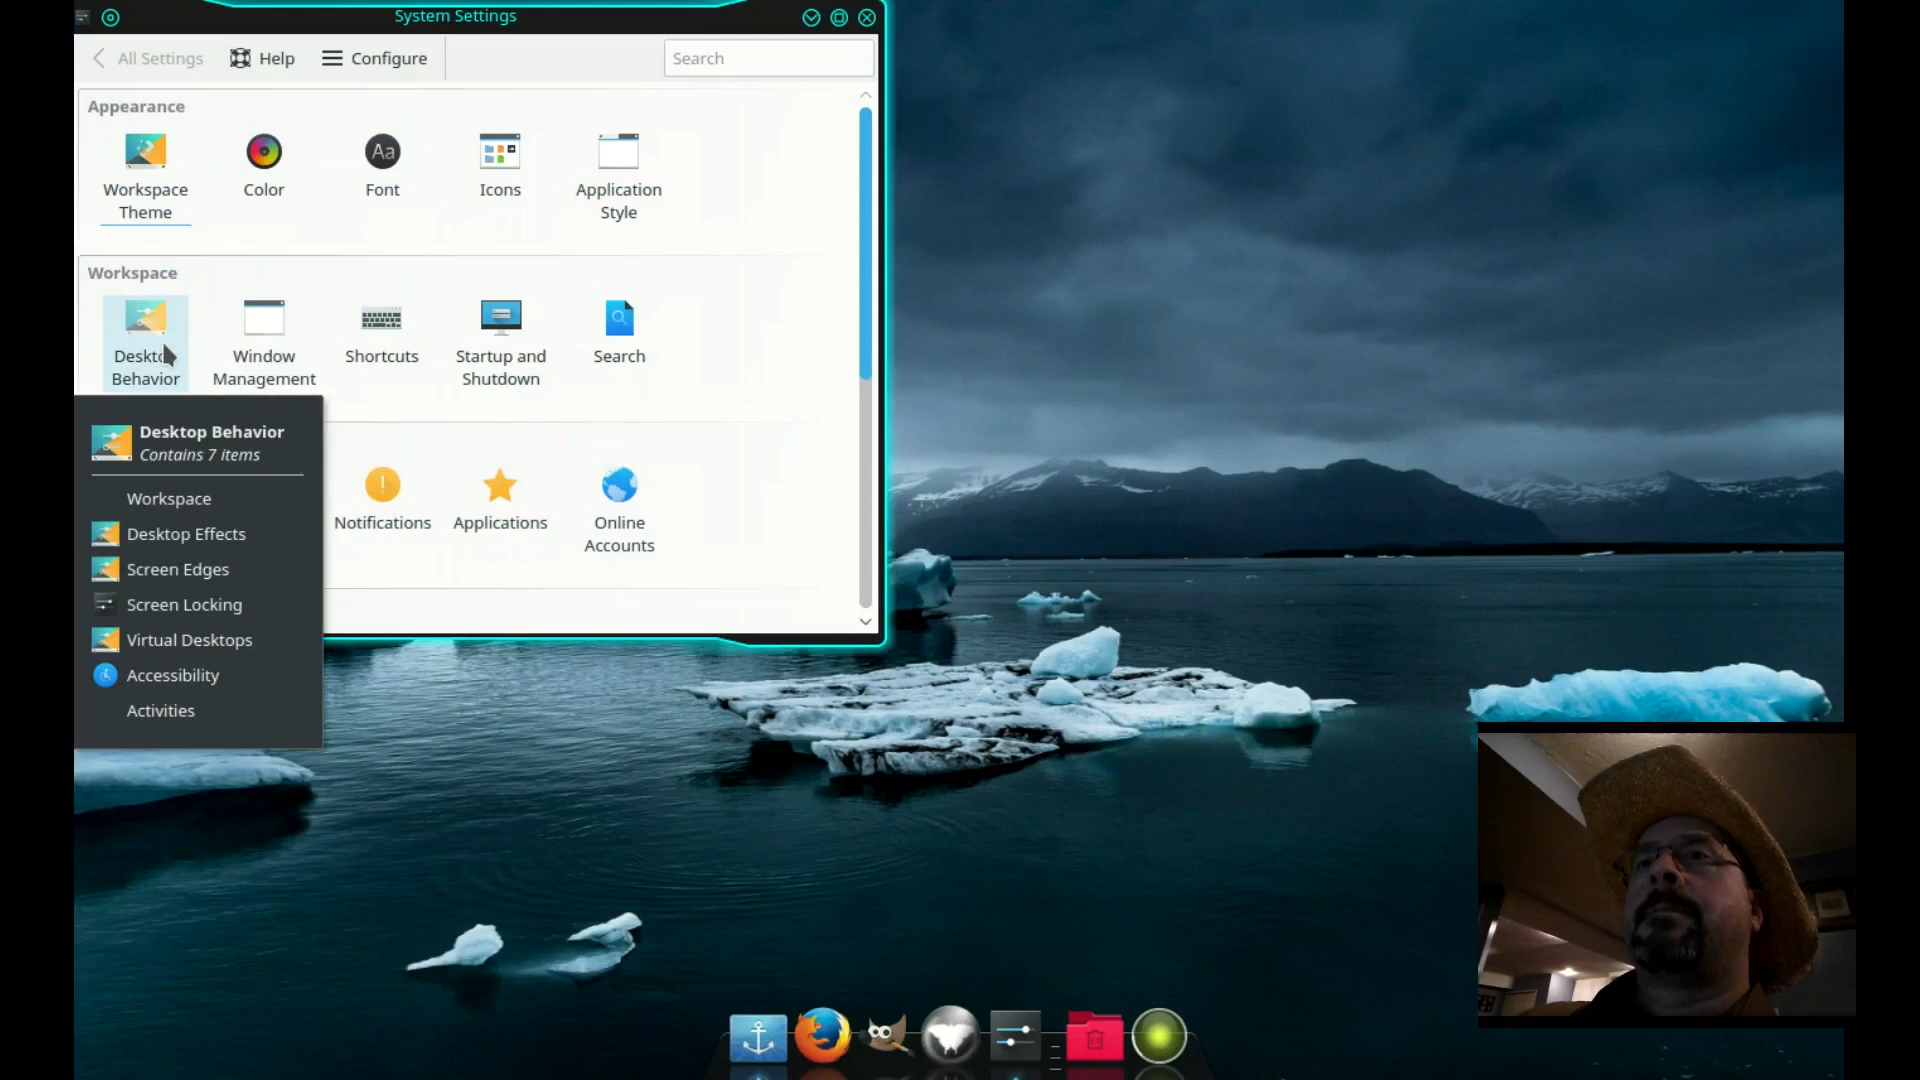 System Settings
All Settings Help Configure Search
Appearance
Workspace Theme
Color
Font
Icons
Application Style
Workspace
Behavior
Window Management
Shortcuts
Startup and Shutdown
Search
Desktop Behavior
Contains 7 items
Workspace
Desktop Effects
Screen Edges
Screen Locking
Virtual Desktops
Accessibility
Activities
Notifications
Applications
Online Accounts
Aa